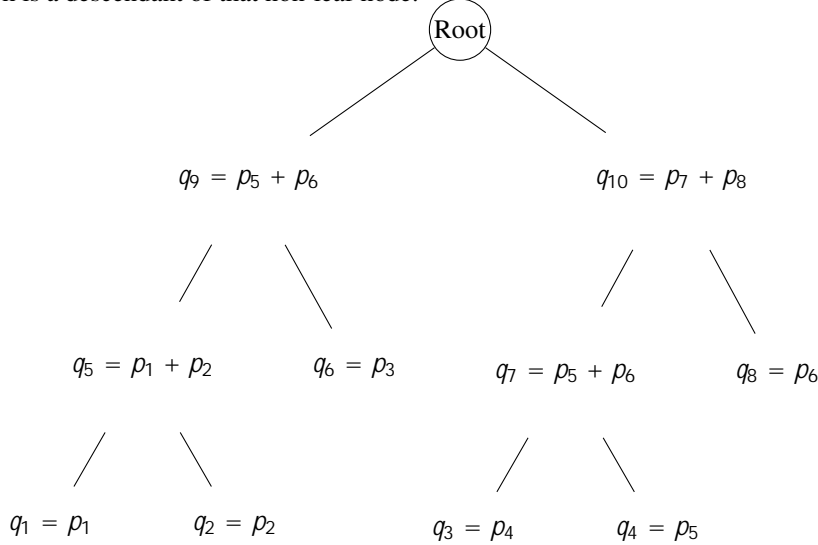 n is a descendant of that non-leaf node.
Root
q₉ = p₅ + p₆
q₁₀ = p₇ + p₈
q₅ = p₁ + p₂
q₆ = p₃
q₇ = p₅ + p₆
q₈ = p₆
q₁ = p₁
q₂ = p₂
q₃ = p₄
q₄ = p₅